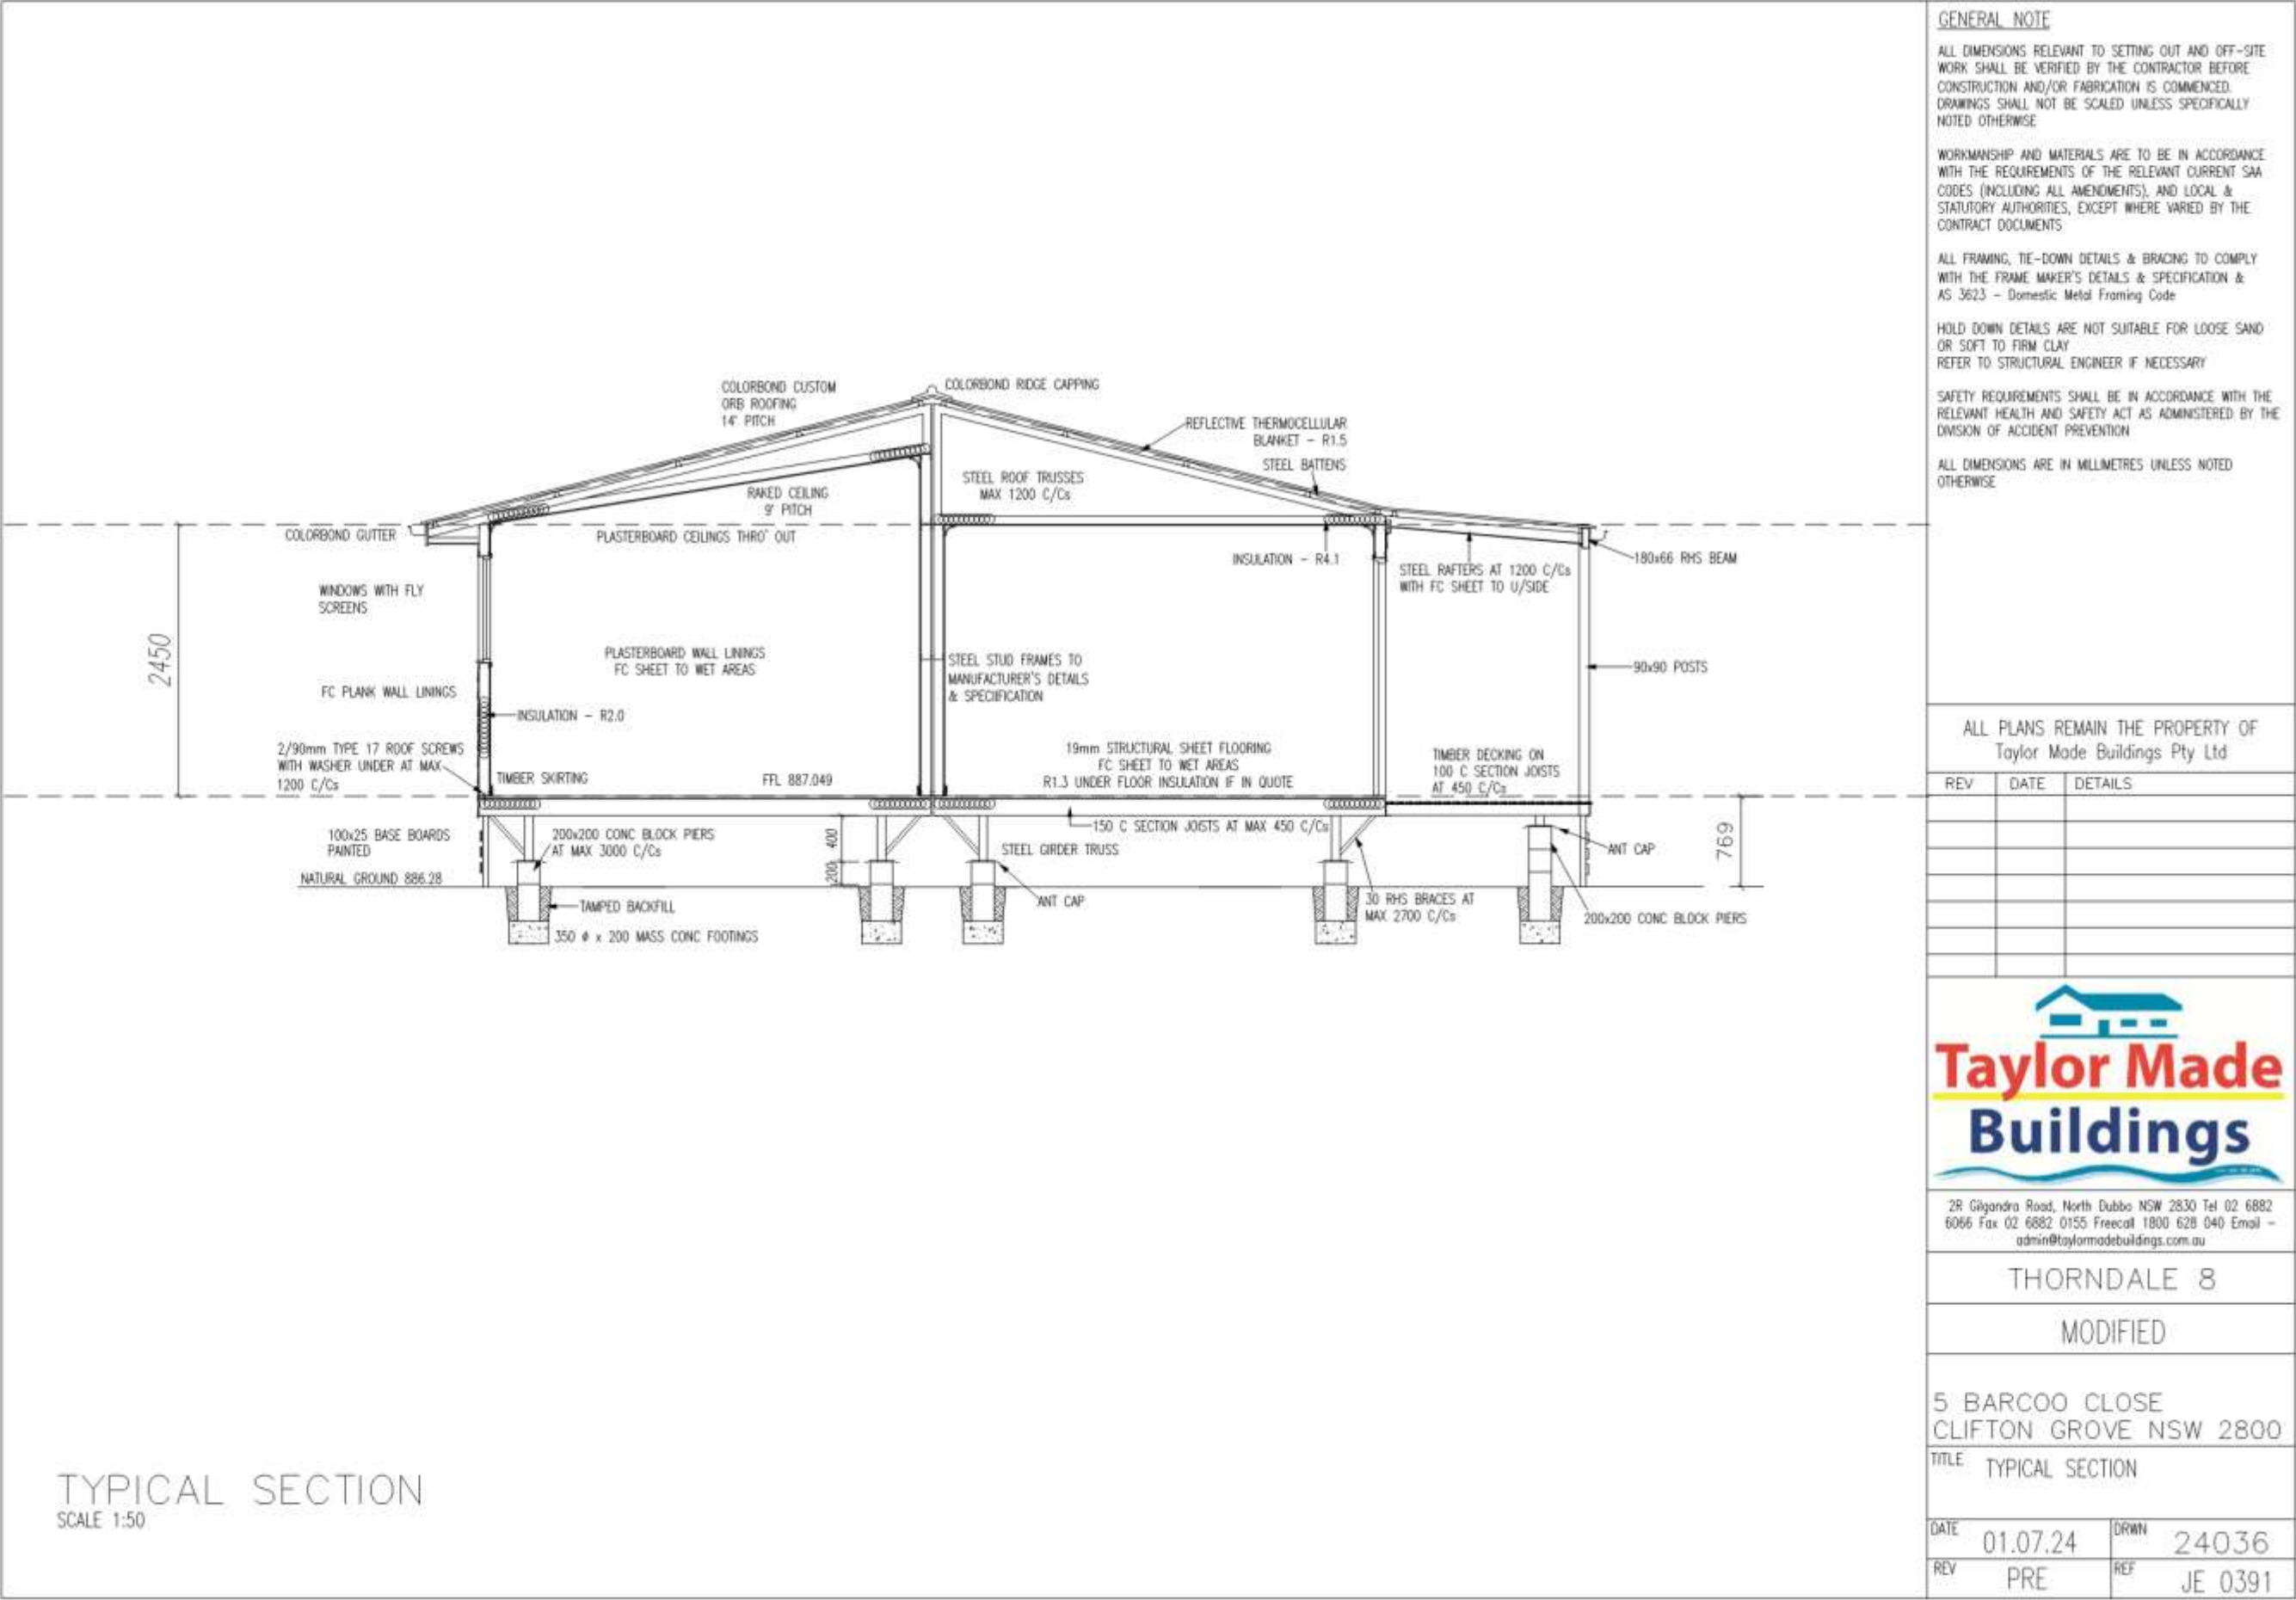 GENERAL NOTE
ALL DIMENSIONS RELEVANT TO SETTING OUT AND OFF-SITE
WORK SHALL BE VERIFIED BY THE CONTRACTOR BEFORE
CONSTRUCTION AND/OR FABRICATION IS COMMENCED.
DRAWINGS SHALL NOT BE SCALED UNLESS SPECIFICALLY
NOTED OTHERWISE
WORKMANSHIP AND MATERIALS ARE TO BE IN ACCORDANCE
WITH THE REQUIREMENTS OF THE RELEVANT CURRENT SAA
CODES (INCLUDING ALL AMENDMENTS), AND LOCAL &
STATUTORY AUTHORITIES, EXCEPT WHERE VARIED BY THE
CONTRACT DOCUMENTS
ALL FRAMING, TIE-DOWN DETAILS & BRACING TO COMPLY
WITH THE FRAME MAKER'S DETAILS & SPECIFICATION &
AS 3623 - Domestic Metal Framing Code
HOLD DOWN DETAILS ARE NOT SUITABLE FOR LOOSE SAND
OR SOFT TO FIRM CLAY
REFER TO STRUCTURAL ENGINEER IF NECESSARY
SAFETY REQUIREMENTS SHALL BE IN ACCORDANCE WITH THE
RELEVANT HEALTH AND SAFETY ACT AS ADMINISTERED BY THE
DIVISION OF ACCIDENT PREVENTION
ALL DIMENSIONS ARE IN MILLIMETRES UNLESS NOTED
OTHERWISE
COLORBOND CUSTOM
ORB ROOFING
14° PITCH
COLORBOND RIDGE CAPPING
REFLECTIVE THERMOCELLULAR
BLANKET - R1.5
STEEL BATTENS
STEEL ROOF TRUSSES
MAX 1200 C/Cs
RAKED CEILING
9° PITCH
COLORBOND GUTTER
PLASTERBOARD CEILINGS THRO' OUT
INSULATION - R4.1
STEEL RAFTERS AT 1200 C/Cs
WITH FC SHEET TO U/SIDE
180x66 RHS BEAM
WINDOWS WITH FLY
SCREENS
2450
PLASTERBOARD WALL LININGS
FC SHEET TO WET AREAS
STEEL STUD FRAMES TO
MANUFACTURER'S DETAILS
& SPECIIFICATION
90x90 POSTS
FC PLANK WALL LININGS
INSULATION - R2.0
2/90mm TYPE 17 ROOF SCREWS
WITH WASHER UNDER AT MAX
1200 C/Cs
TIMBER SKIRTING
FFL 887.049
19mm STRUCTURAL SHEET FLOORING
FC SHEET TO WET AREAS
R1.3 UNDER FLOOR INSULATION IF IN QUOTE
TIMBER DECKING ON
100 C SECTION JOISTS
AT 450 C/Cs
100x25 BASE BOARDS
PAINTED
200x200 CONC BLOCK PIERS
AT MAX 3000 C/Cs
400
200
150 C SECTION JOISTS AT MAX 450 C/Cs
STEEL GIRDER TRUSS
ANT CAP
769
NATURAL GROUND 886.28
TAMPED BACKFILL
ANT CAP
30 RHS BRACES AT
MAX 2700 C/Cs
200x200 CONC BLOCK PIERS
350 ø x 200 MASS CONC FOOTINGS
ALL PLANS REMAIN THE PROPERTY OF
Taylor Made Buildings Pty Ltd
REV DATE DETAILS
Taylor Made
Buildings
2R Gilgandra Road, North Dubbo NSW 2830 Tel 02 6882
6066 Fax 02 6882 0155 Freecall 1800 628 040 Email -
admin@taylormadebuildings.com.au
THORNDALE 8
MODIFIED
5 BARCOO CLOSE
CLIFTON GROVE NSW 2800
TITLE TYPICAL SECTION
DATE 01.07.24 DRWN 24036
REV PRE REF JE 0391
TYPICAL SECTION
SCALE 1:50